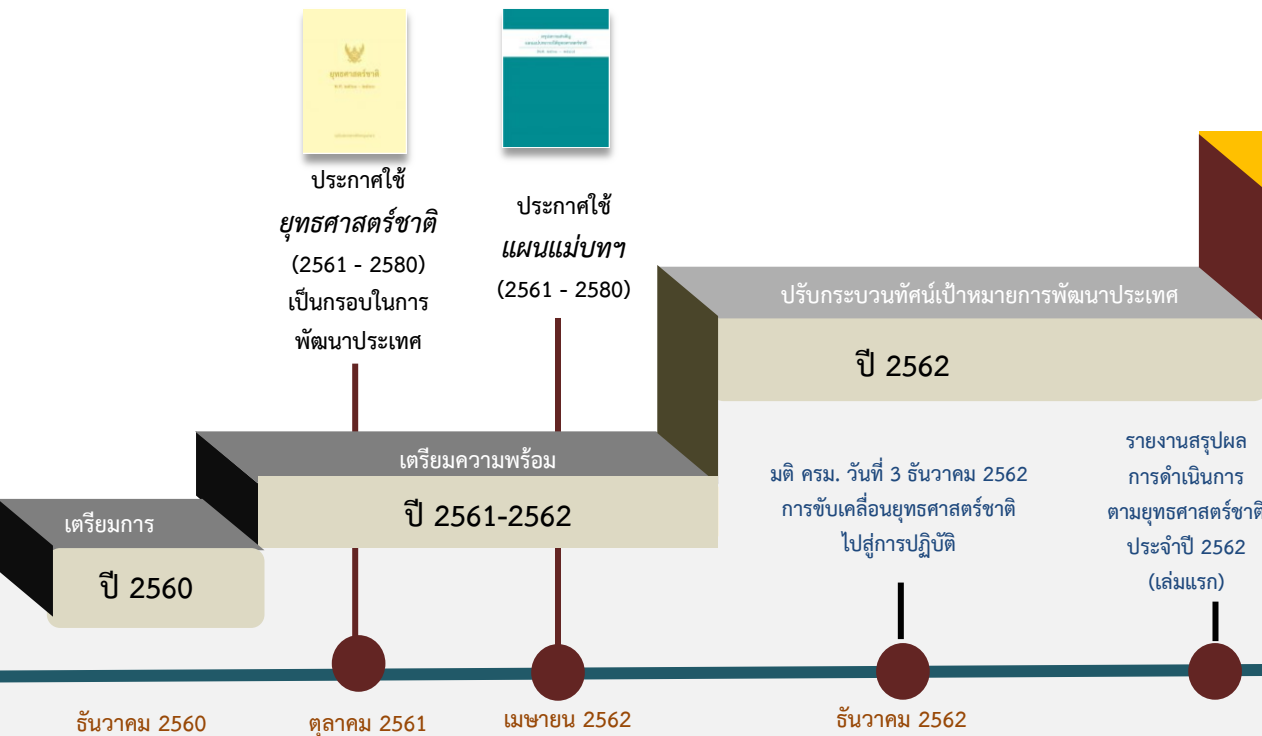 ยุทธศาสตร์ชาติ
ประกาศใช้
ยุทธศาสตร์ชาติ
(2561 - 2580)
เป็นกรอบในการ
พัฒนาประเทศ
ประกาศใช้
แผนแม่บทฯ
(2561 - 2580)
ปรับกระบวนทัศน์เป้าหมายการพัฒนาประเทศ
ปี 2562
เตรียมความพร้อม
ปี 2561-2562
เตรียมการ
ปี 2560
มติ ครม. วันที่ 3 ธันวาคม 2562
การขับเคลื่อนยุทธศาสตร์ชาติ
ไปสู่การปฏิบัติ
รายงานสรุปผล
การดำเนินการ
ตามยุทธศาสตร์ชาติ
ประจำปี 2562
(เล่มแรก)
ธันวาคม 2560
ตุลาคม 2561
เมษายน 2562
ธันวาคม 2562